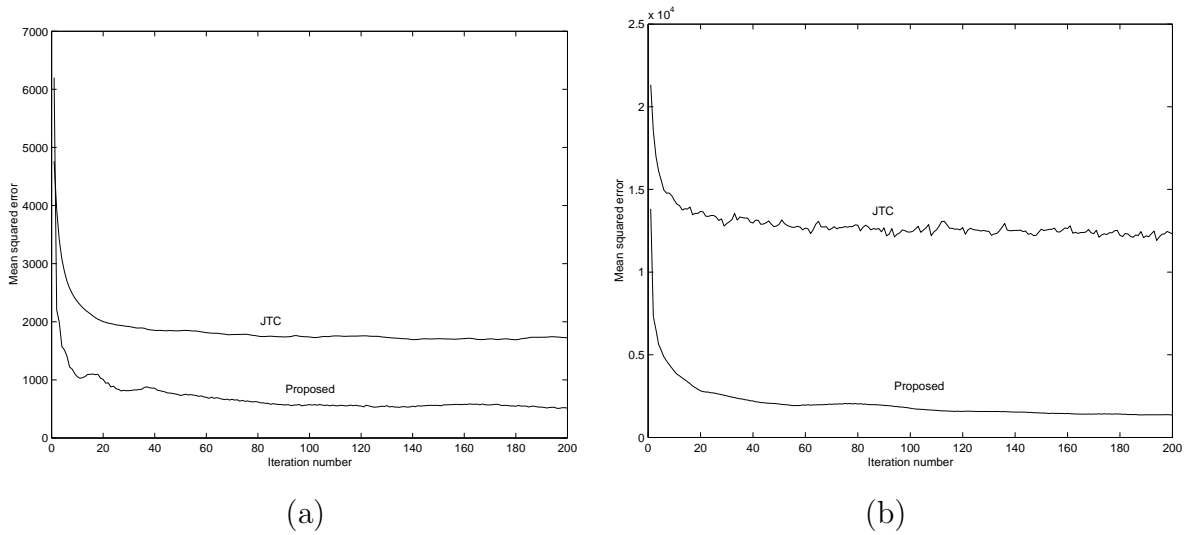 7000
6000
5000
4000
3000
2000
1000
0
Mean squared error
JTC
Proposed
0 20 40 60 80 100 120 140 160 180 200
Iteration number
(a)
x 10^4
2.5
2
1.5
1
0.5
0
Mean squared error
JTC
Proposed
0 20 40 60 80 100 120 140 160 180 200
Iteration number
(b)